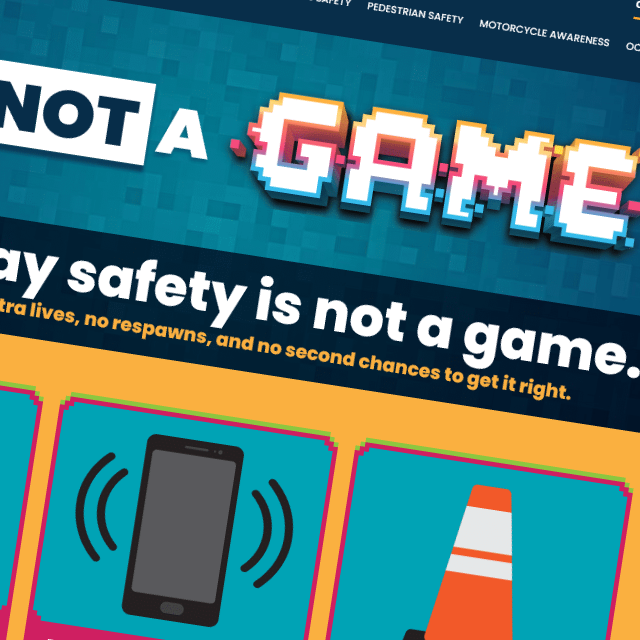 SAFETY PEDESTRIAN SAFETY MOTORCYCLE AWARENESS
NOT A GAME
ay safety is not a game.
tra lives, no respawns, and no second chances to get it right.